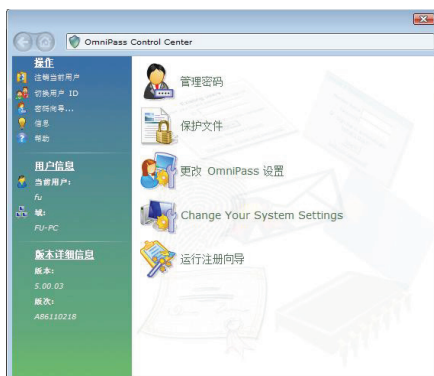 OmniPass Control Center
操作
注销当前用户
切换用户 ID
密码向导...
信息
帮助
用户信息
当前用户:
fu
域:
FU-PC
版本详细信息
版本:
5.00.03
版次:
AB6110218
管理密码
保护文件
更改 OmniPass 设置
Change Your System Settings
运行注册向导